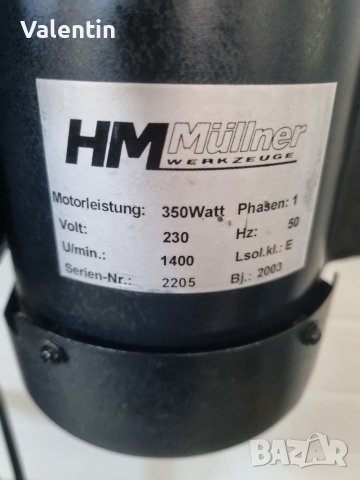 Valentin
HM Müllner
WERKZEUGE
Motorleistung: 350Watt Phasen: 1
Volt: 230 Hz: 50
U/min.: 1400 Lsol.kl.: E
Serien-Nr.: 2205 Bj.: 2003
BAZAR